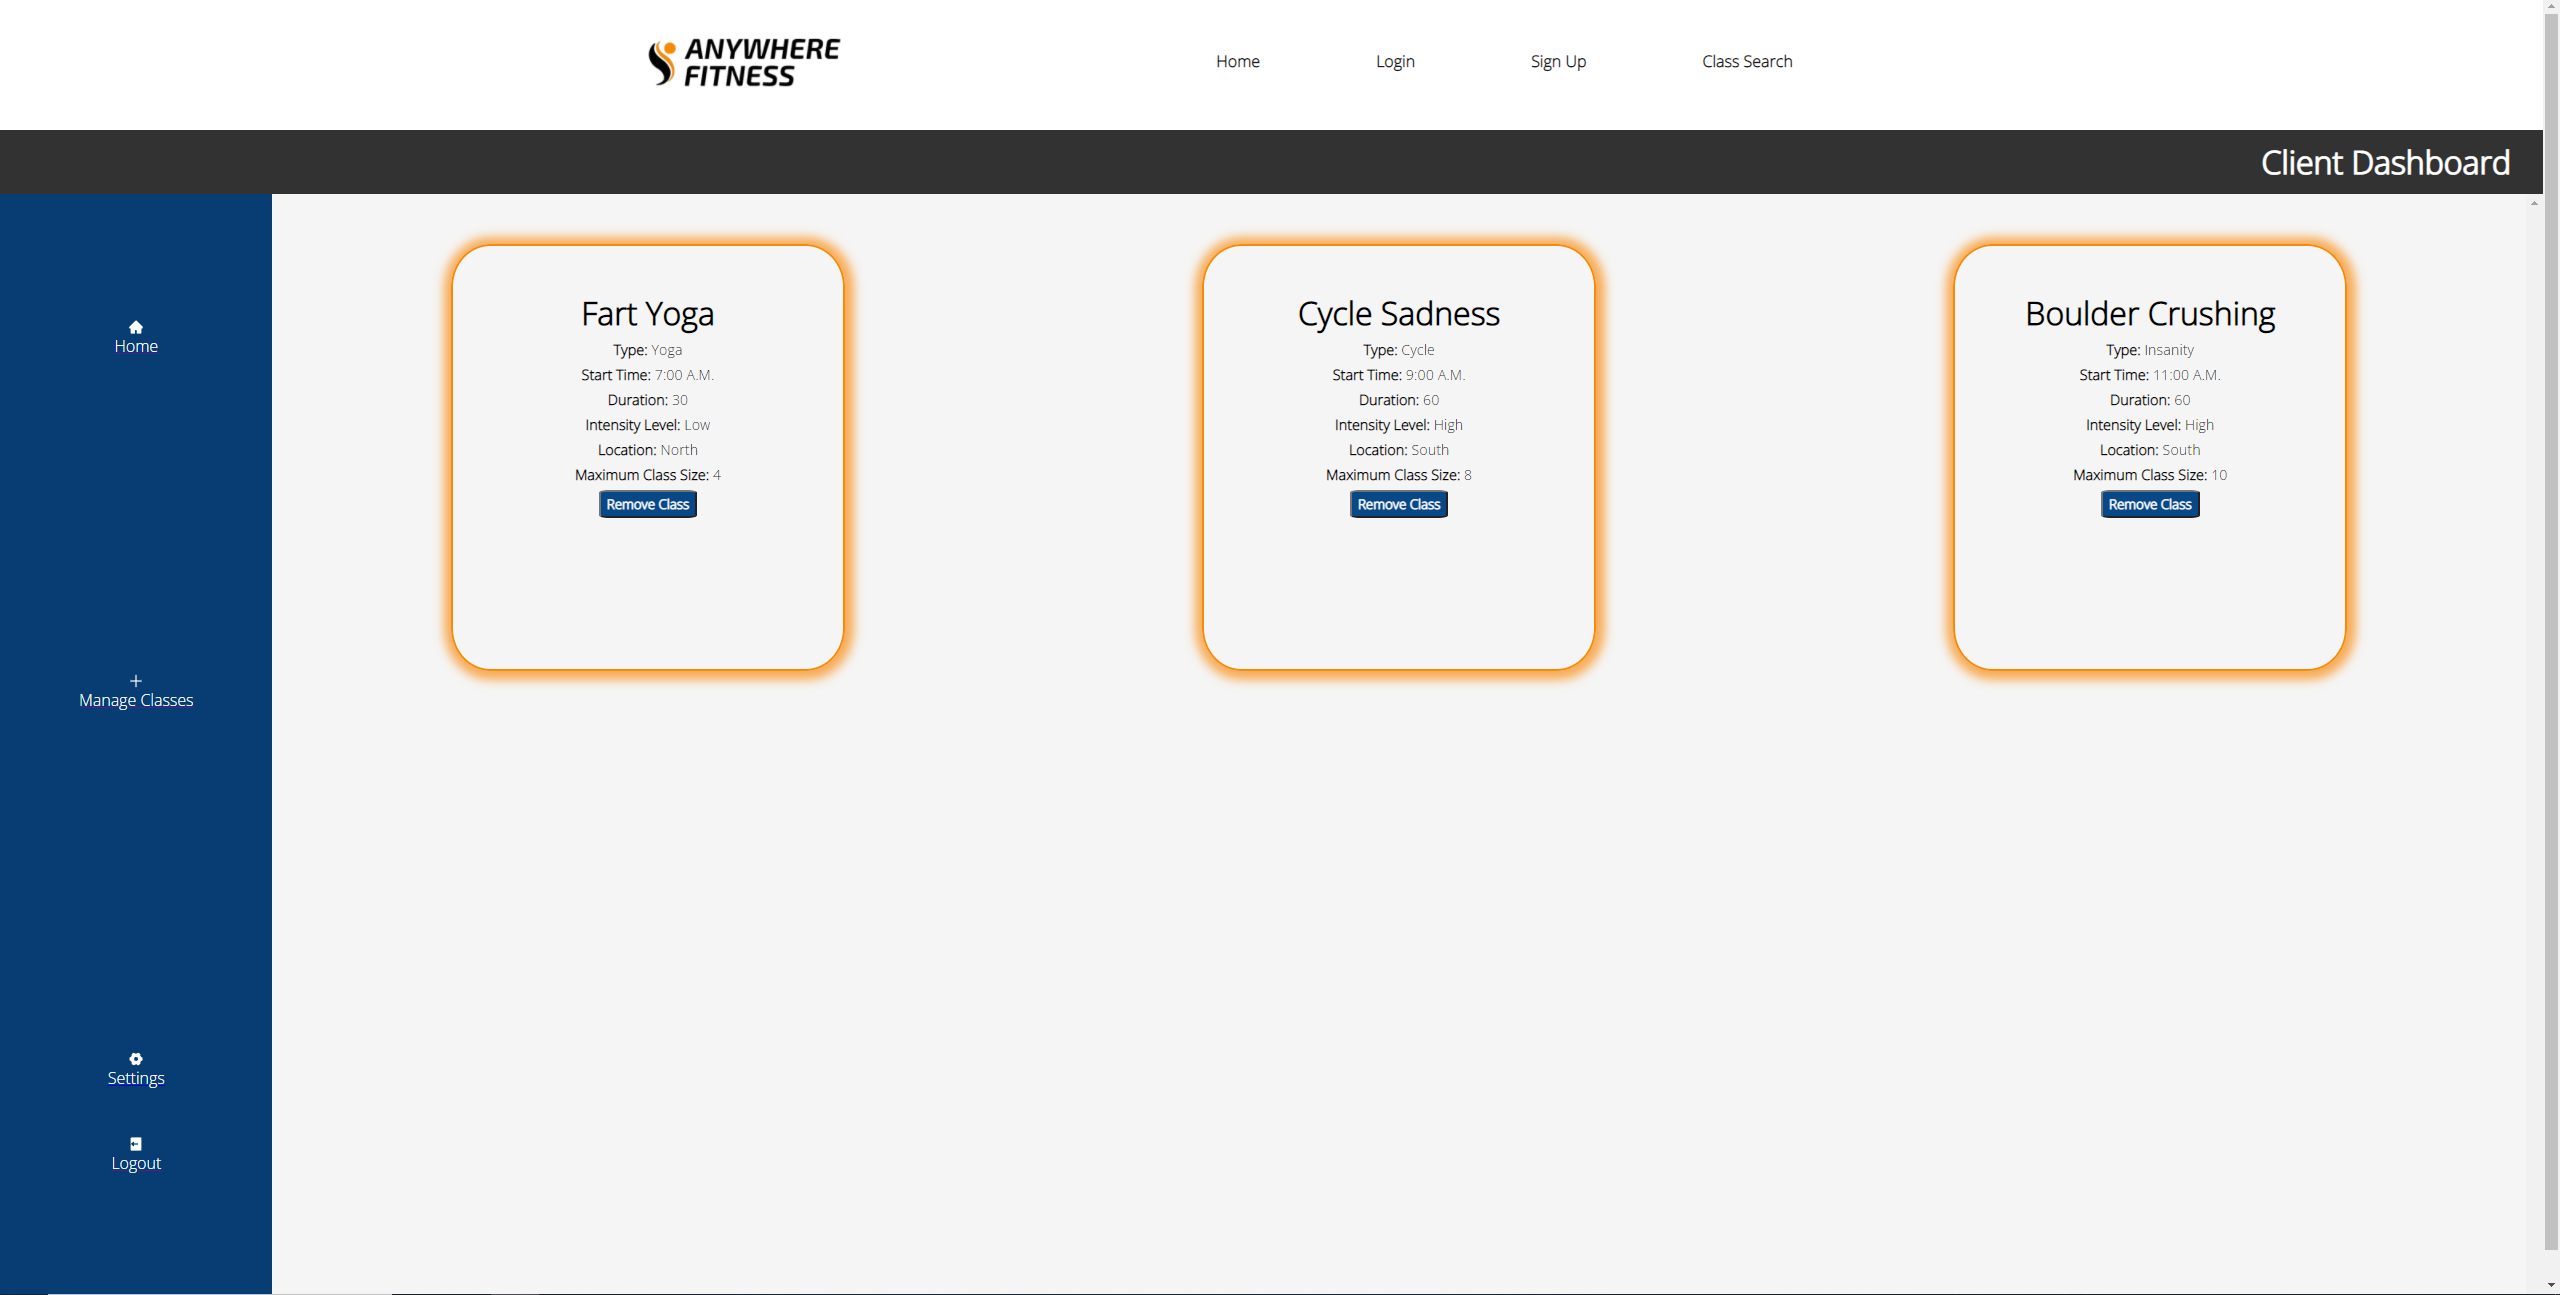 ANYWHERE
FITNESS
Home Login Sign Up Class Search
Client Dashboard
Home
Manage Classes
Settings
Logout
Fart Yoga
Type: Yoga
Start Time: 7:00 A.M.
Duration: 30
Intensity Level: Low
Location: North
Maximum Class Size: 4
Remove Class
Cycle Sadness
Type: Cycle
Start Time: 9:00 A.M.
Duration: 60
Intensity Level: High
Location: South
Maximum Class Size: 8
Remove Class
Boulder Crushing
Type: Insanity
Start Time: 11:00 A.M.
Duration: 60
Intensity Level: High
Location: South
Maximum Class Size: 10
Remove Class